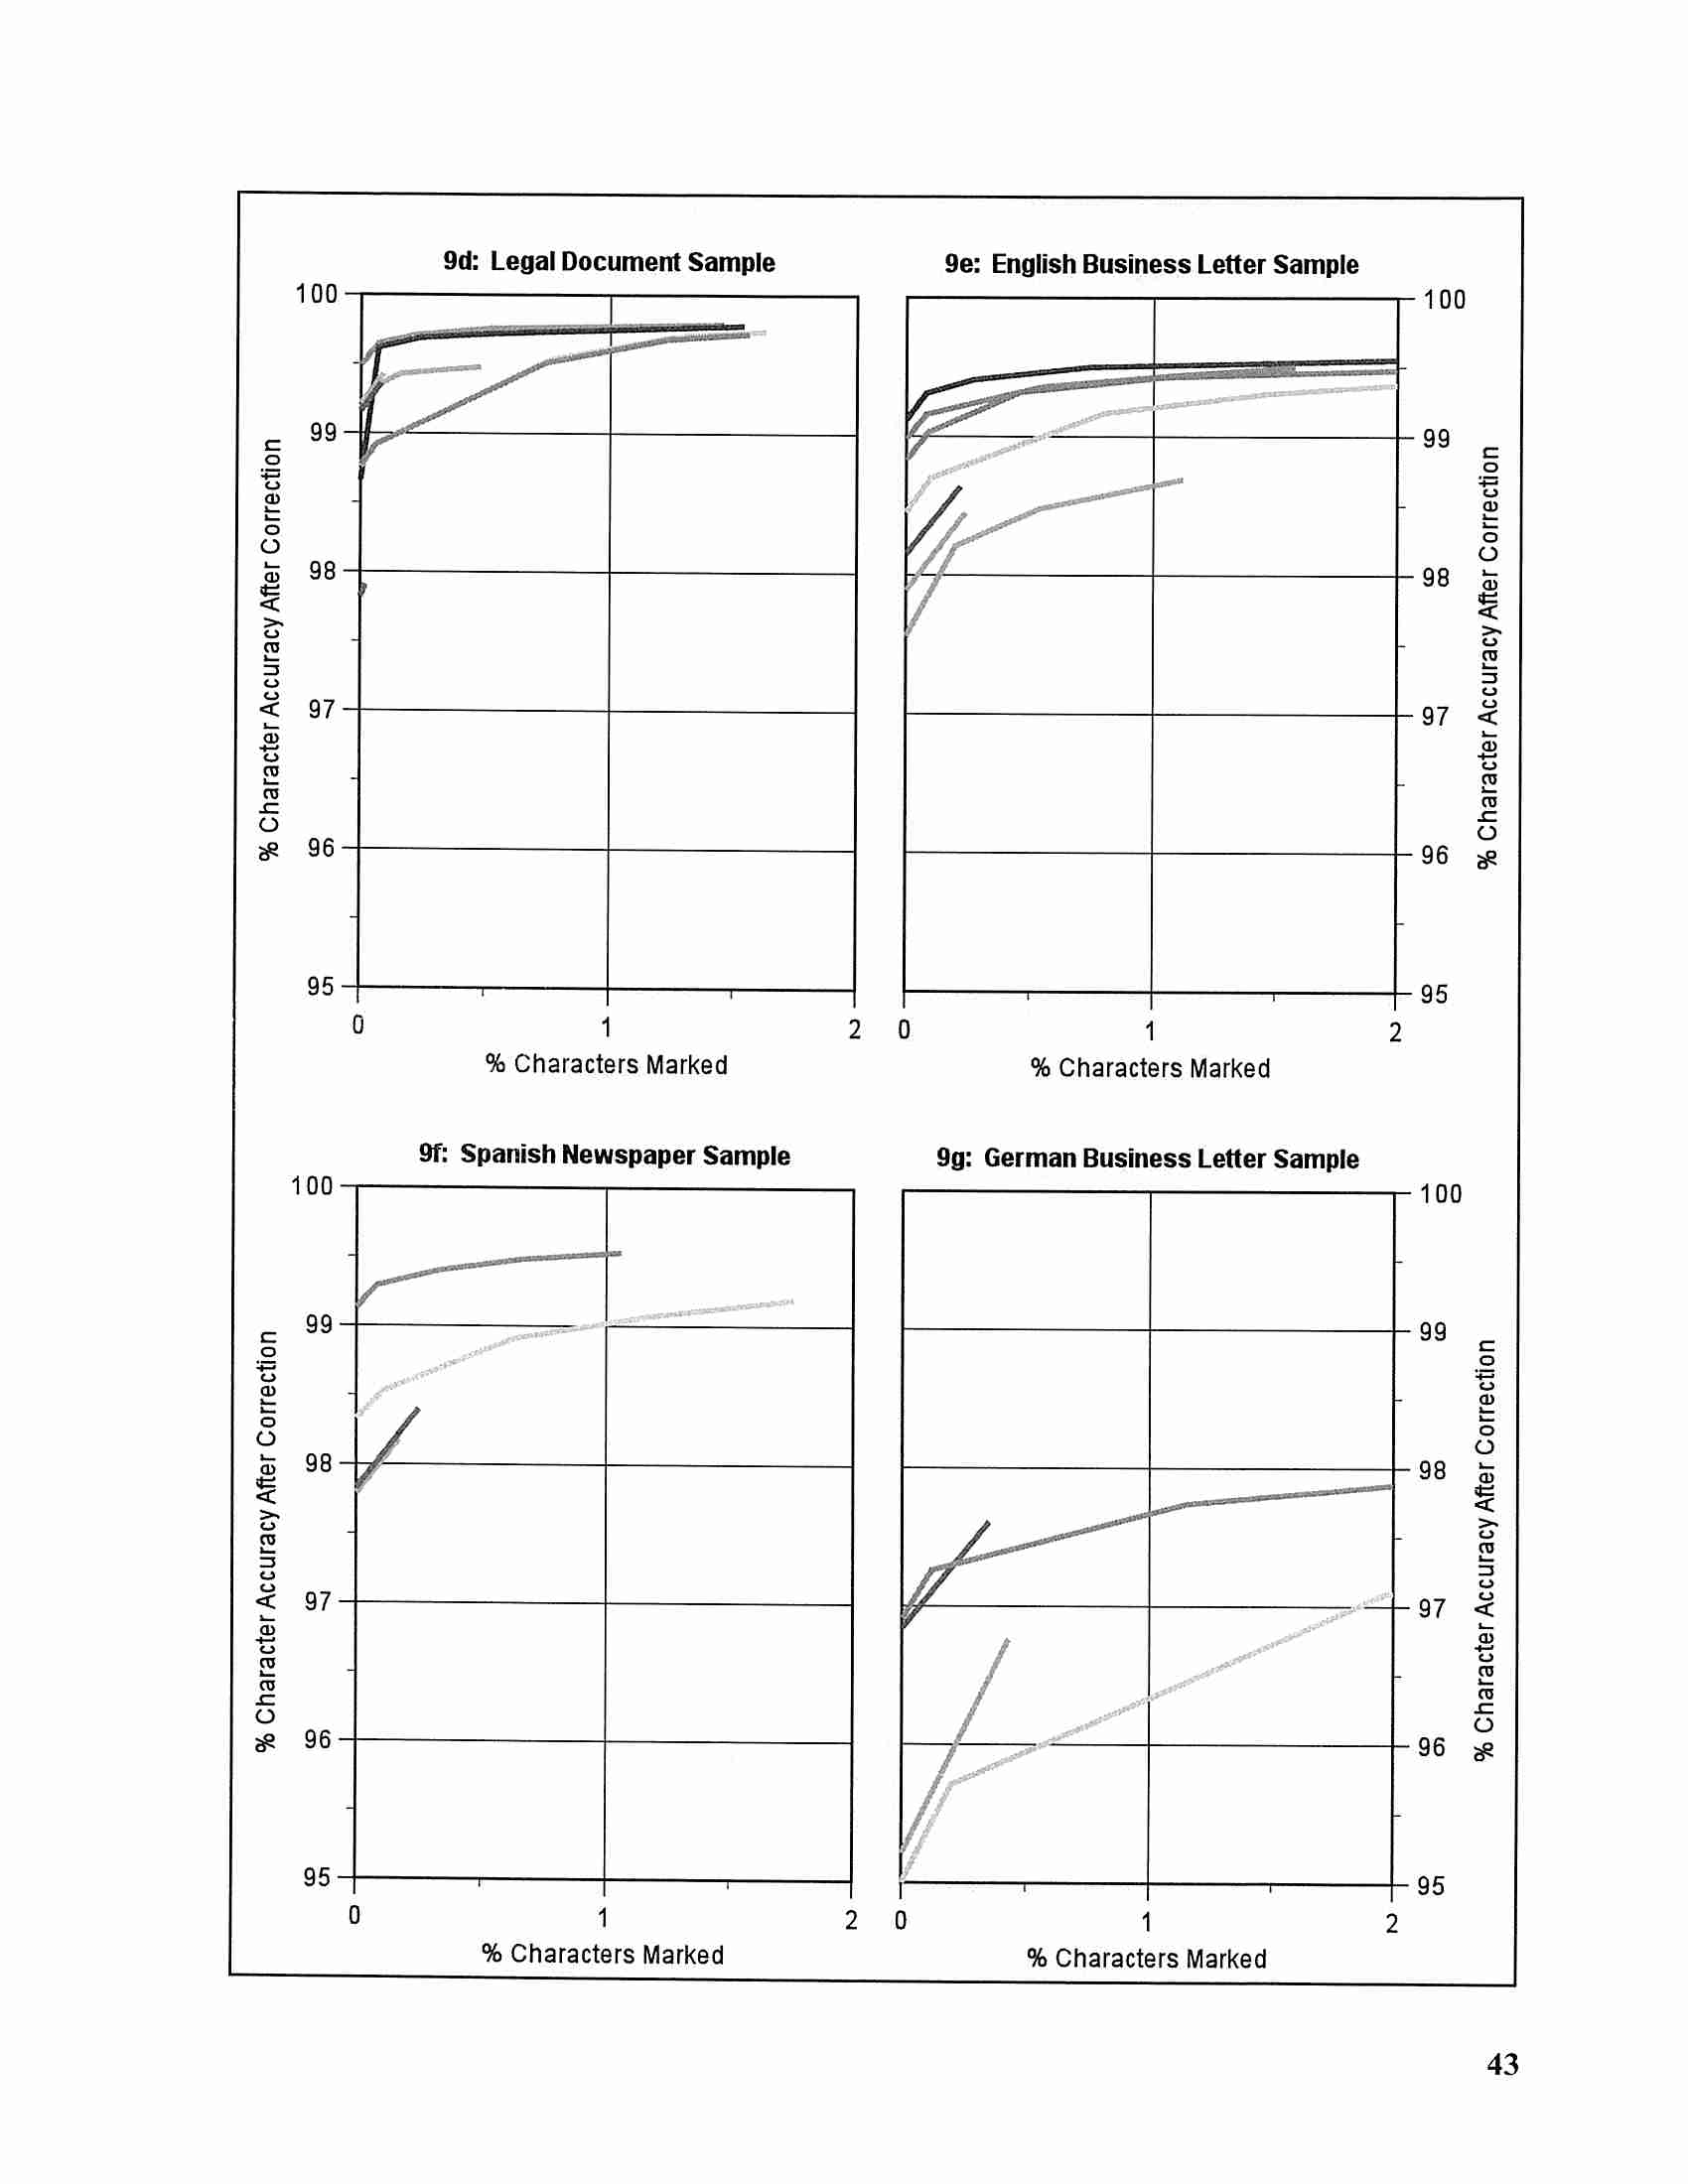 9d: Legal Document Sample
100
99
98
97
96
95
% Character Accuracy After Correction
0 1 2
% Characters Marked
9e: English Business Letter Sample
100
99
98
97
96
95
% Character Accuracy After Correction
0 1 2
% Characters Marked
9f: Spanish Newspaper Sample
100
99
98
97
96
95
% Character Accuracy After Correction
0 1 2
% Characters Marked
9g: German Business Letter Sample
100
99
98
97
96
95
% Character Accuracy After Correction
0 1 2
% Characters Marked
43